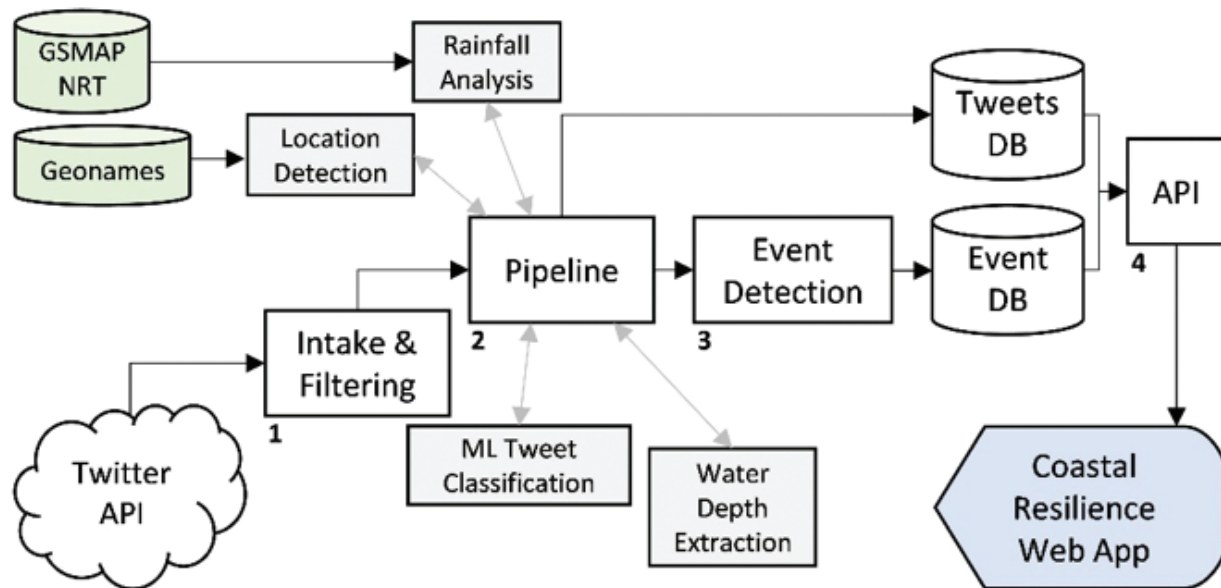 GSMAP
NRT
Rainfall
Analysis
Geonames
Location
Detection
Tweets
DB
API
4
Pipeline
2
Event
Detection
3
Event
DB
Intake &
Filtering
1
Twitter
API
ML Tweet
Classification
Water
Depth
Extraction
Coastal
Resilience
Web App